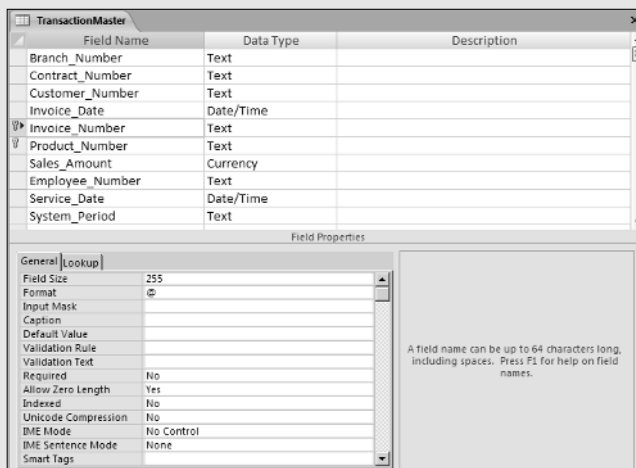 TransactionMaster
Field Name Data Type Description
Branch_Number Text
Contract_Number Text
Customer_Number Text
Invoice_Date Date/Time
Invoice_Number Text
Product_Number Text
Sales_Amount Currency
Employee_Number Text
Service_Date Date/Time
System_Period Text
Field Properties
General Lookup
Field Size 255
Format @
Input Mask
Caption
Default Value
Validation Rule
Validation Text
Required No
Allow Zero Length Yes
Indexed No
Unicode Compression No
IME Mode No Control
IME Sentence Mode None
Smart Tags
A field name can be up to 64 characters long,
including spaces. Press F1 for help on field
names.